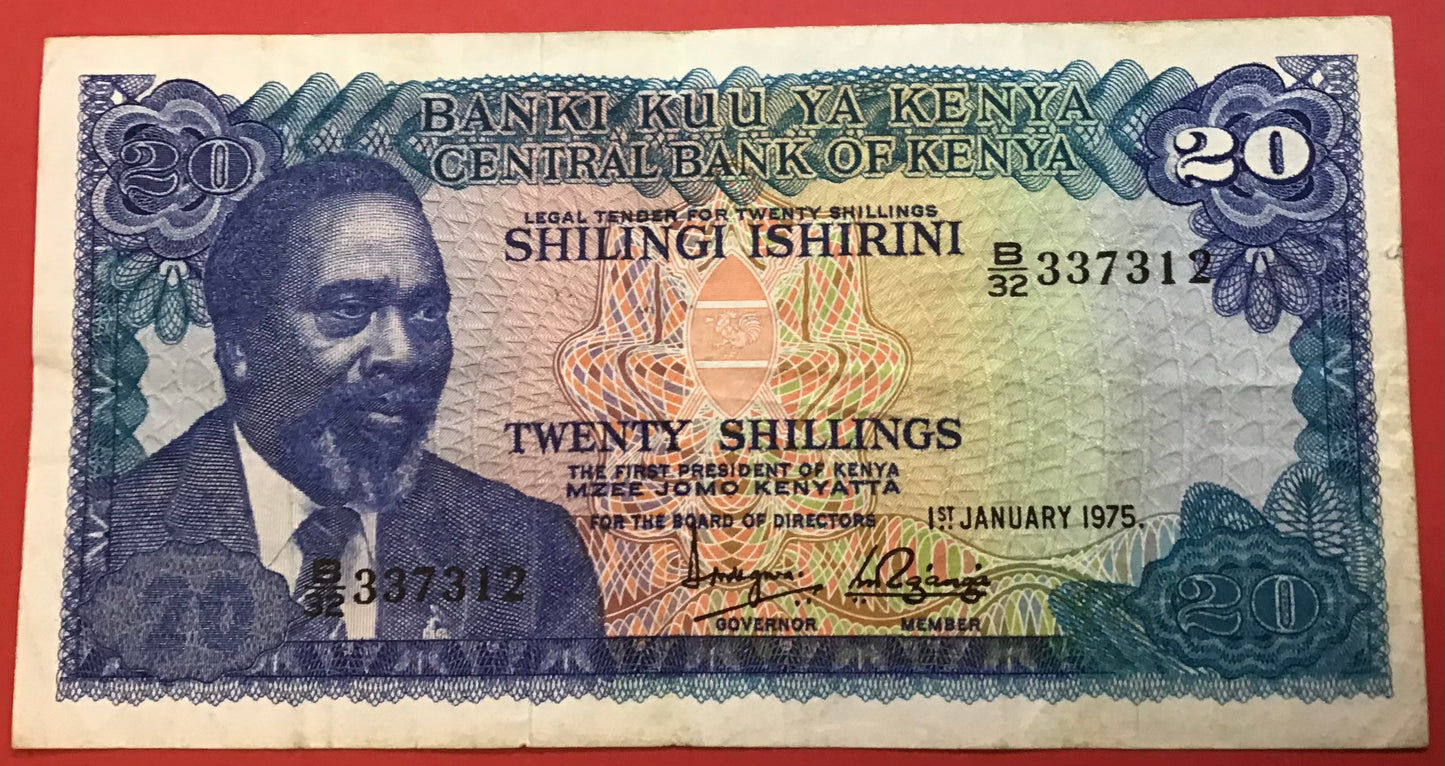 20
BANKI KUU YA KENYA
CENTRAL BANK OF KENYA
20
LEGAL TENDER FOR TWENTY SHILLINGS
SHILINGI ISHIRINI
B/32 337312
TWENTY SHILLINGS
THE FIRST PRESIDENT OF KENYA
MZEE JOMO KENYATTA
FOR THE BOARD OF DIRECTORS
1ST JANUARY 1975.
B/32 337312
GOVERNOR
MEMBER
20
20